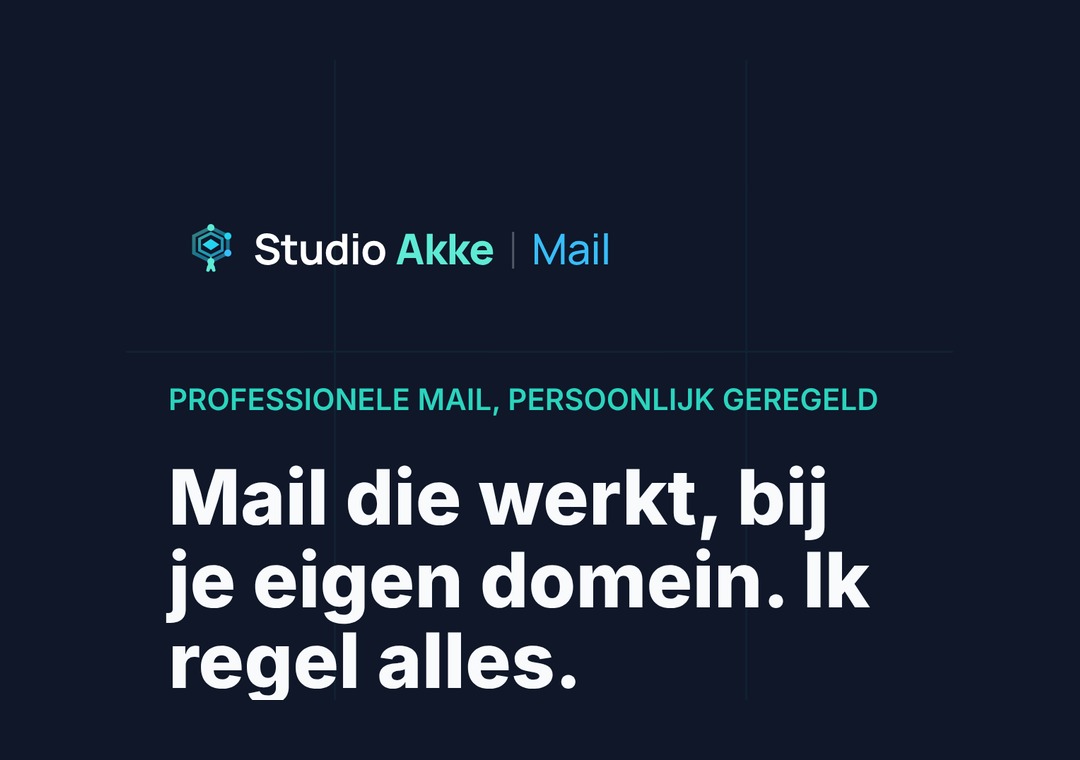 Studio Akke | Mail
PROFESSIONELE MAIL, PERSOONLIJK GEREGELD
Mail die werkt, bij
je eigen domein. Ik
regel alles.